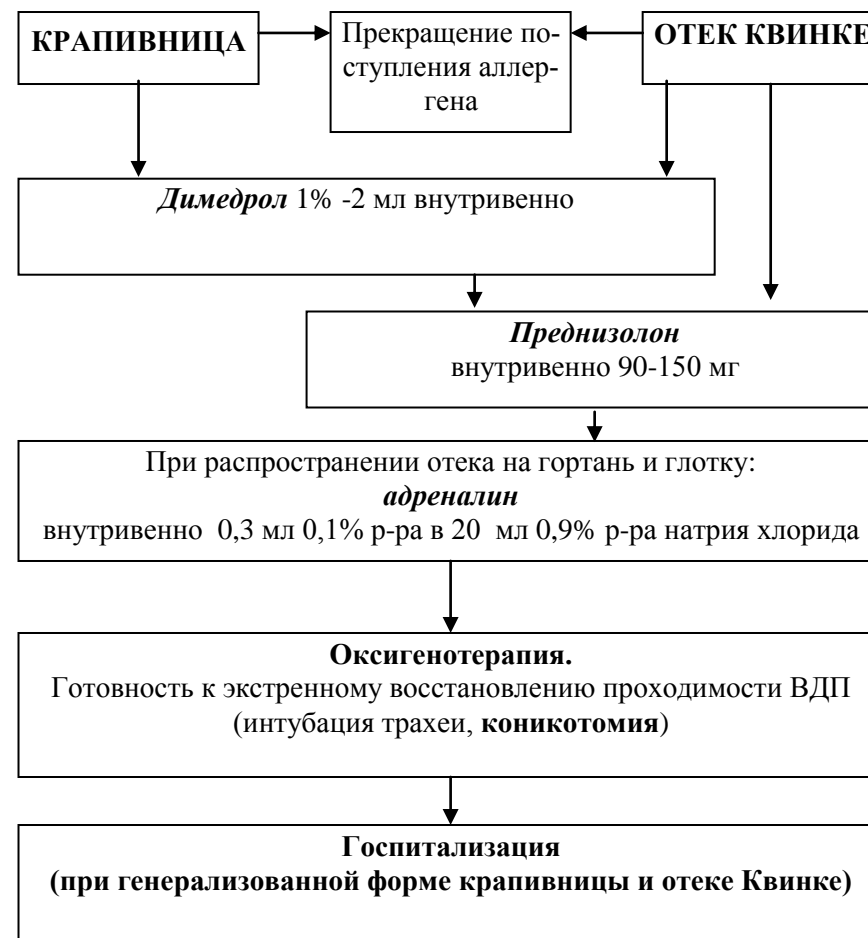 КРАПИВНИЦА
Прекращение по-
ступления аллер-
гена
ОТЕК КВИНКЕ
Димедрол 1% -2 мл внутривенно
Преднизолон
внутривенно 90-150 мг
При распространении отека на гортань и глотку:
адреналин
внутривенно 0,3 мл 0,1% р-ра в 20 мл 0,9% р-ра натрия хлорида
Оксигенотерапия.
Готовность к экстренному восстановлению проходимости ВДП
(интубация трахеи, коникотомия)
Госпитализация
(при генерализованной форме крапивницы и отеке Квинке)